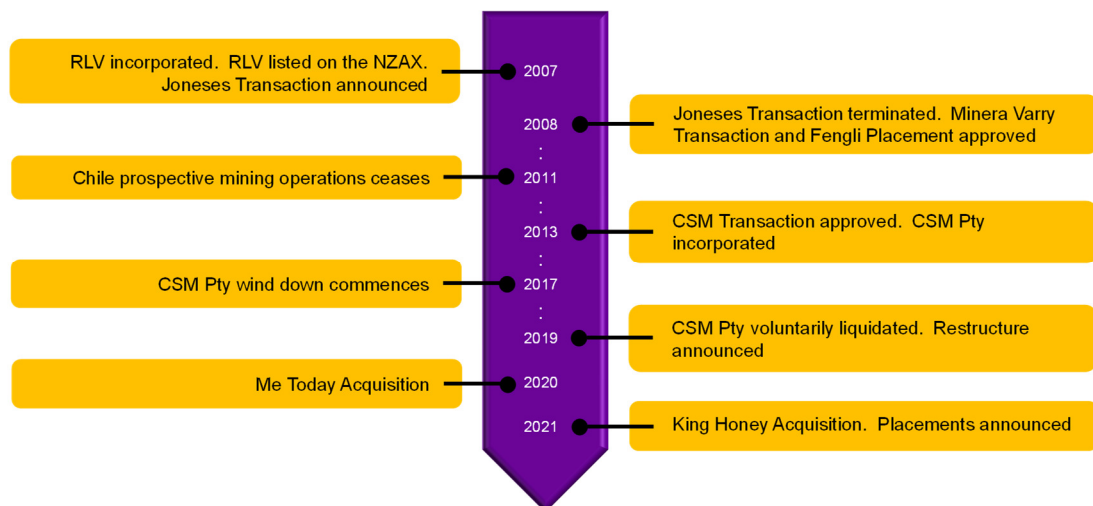 RLV incorporated. RLV listed on the NZAX.
Joneses Transaction announced
2007
2008
Joneses Transaction terminated. Minera Varry
Transaction and Fengli Placement approved
Chile prospective mining operations ceases
2011
2013
CSM Transaction approved. CSM Pty
incorporated
CSM Pty wind down commences
2017
2019
CSM Pty voluntarily liquidated. Restructure
announced
Me Today Acquisition
2020
2021
King Honey Acquisition. Placements announced